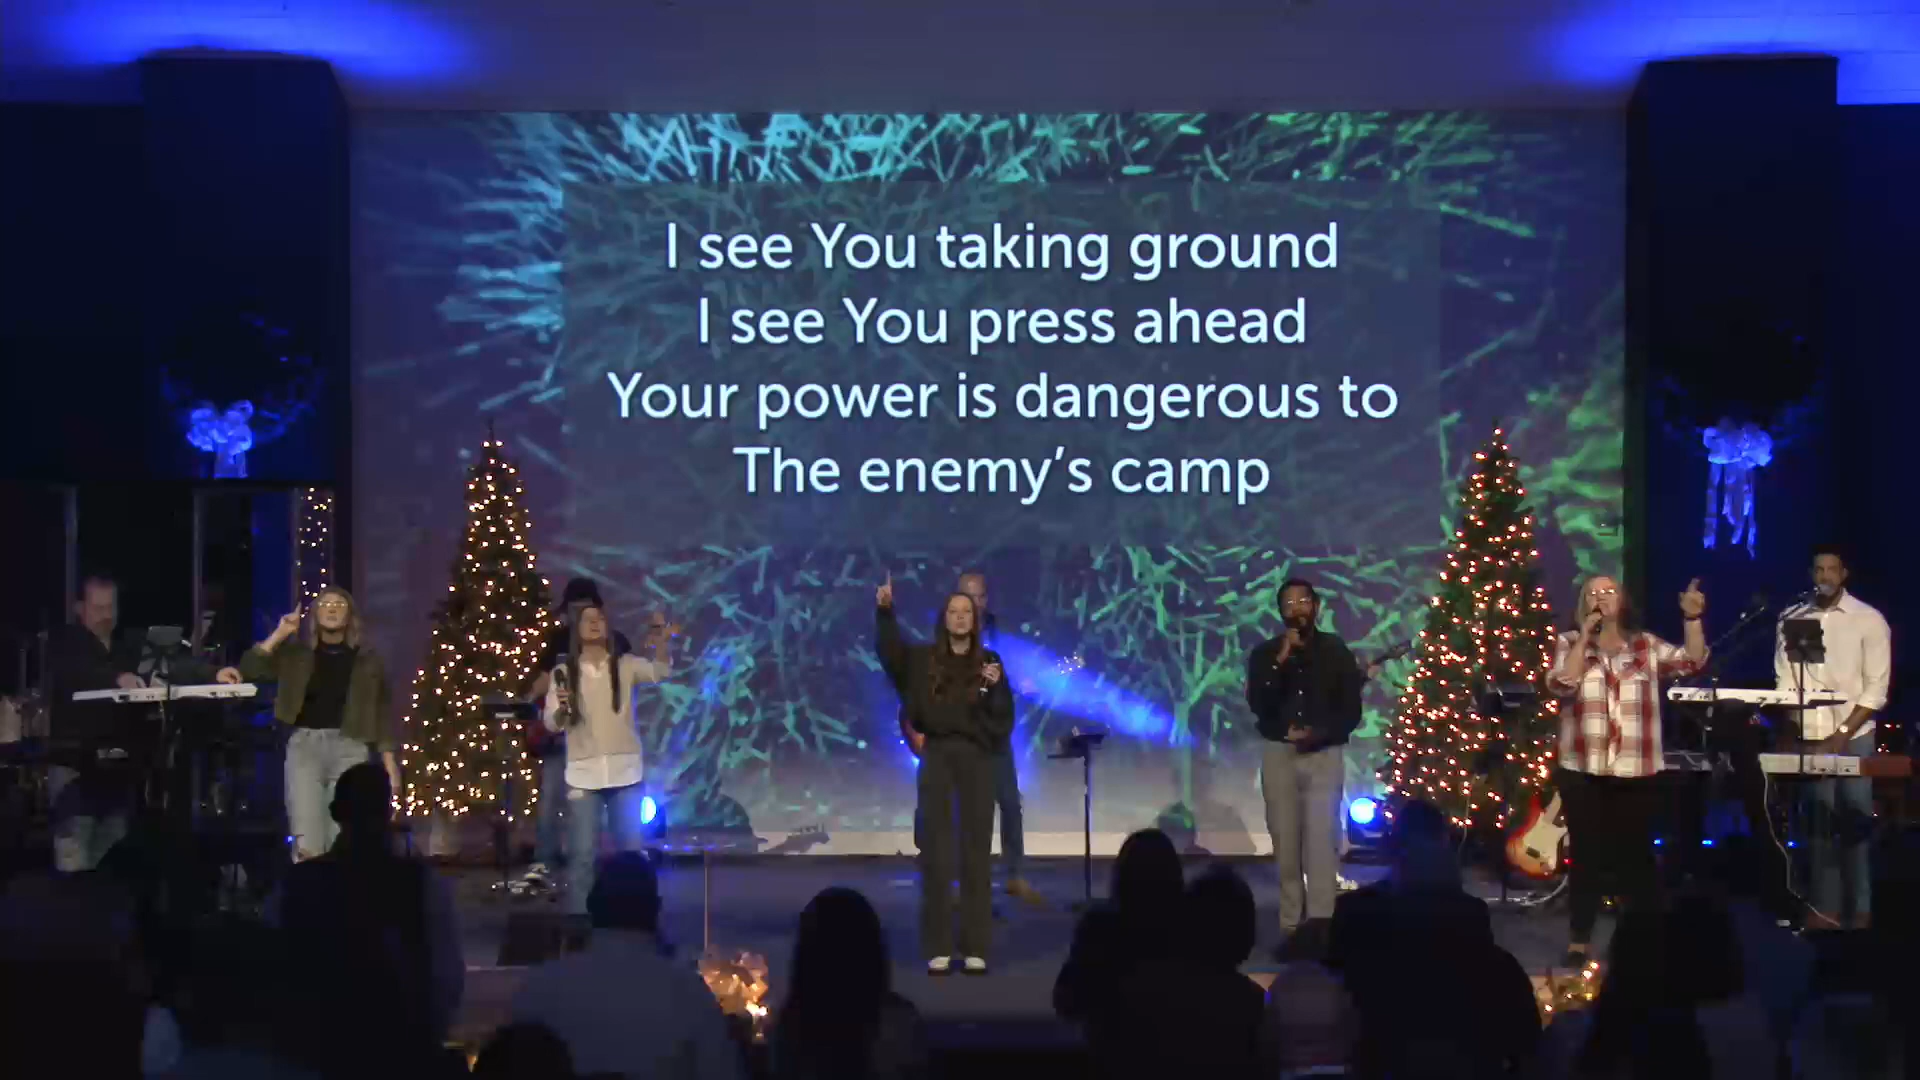 I see You taking ground
I see You press ahead
Your power is dangerous to
The enemy's camp